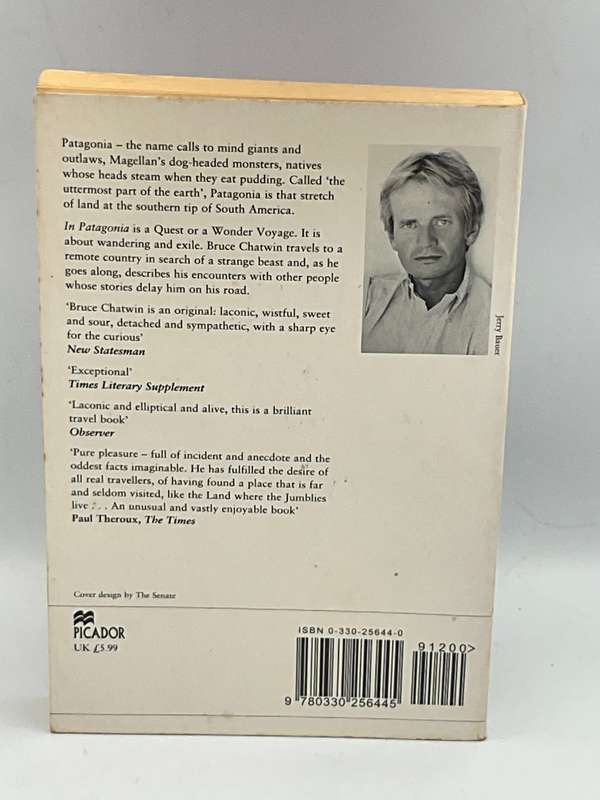 Patagonia – the name calls to mind giants and
outlaws, Magellan's dog-headed monsters, natives
whose heads steam when they eat pudding. Called 'the
uttermost part of the earth', Patagonia is that stretch
of land at the southern tip of South America.
In Patagonia is a Quest or a Wonder Voyage. It is
about wandering and exile. Bruce Chatwin travels to a
remote country in search of a strange beast and, as he
goes along, describes his encounters with other people
whose stories delay him on his road.
'Bruce Chatwin is an original: laconic, wistful, sweet
and sour, detached and sympathetic, with a sharp eye
for the curious'
New Statesman
'Exceptional'
Times Literary Supplement
'Laconic and elliptical and alive, this is a brilliant
travel book'
Observer
'Pure pleasure – full of incident and anecdote and the
oddest facts imaginable. He has fulfilled the desire of
all real travellers, of having found a place that is far
and seldom visited, like the Land where the Jumblies
live . . . An unusual and vastly enjoyable book'
Paul Theroux, The Times
Jerry Bauer
Cover design by The Senate
PICADOR
UK £5.99
ISBN 0-330-25644-0
91200>
9 780330 256445